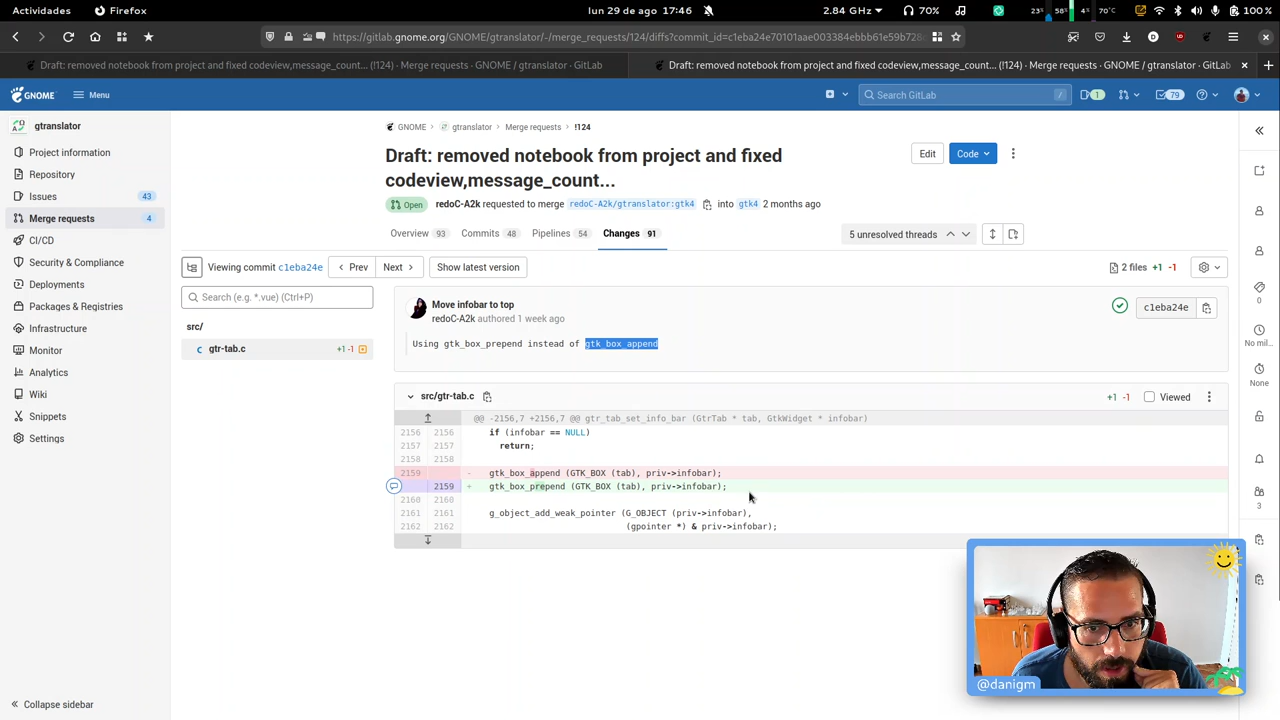 Actividades Firefox lun 29 de ago 17:46 2.84 GHz 70% 23% 58% 4% 70°C 100 %
https://gitlab.gnome.org/GNOME/gtranslator/-/merge_requests/124/diffs?commit_id=c1eba24e70101aae003384ebbb61e59b728
Draft: removed notebook from project and fixed codeview,message_count... (!124) · Merge requests · GNOME / gtranslator · GitLab
Draft: removed notebook from project and fixed codeview,message_count... (!124) · Merge requests · GNOME / gtranslator · GitLab
GNOME Menu Search GitLab / 1 79
gtranslator
Project information
Repository
Issues 43
Merge requests 4
CI/CD
Security & Compliance
Deployments
Packages & Registries
Infrastructure
Monitor
Analytics
Wiki
Snippets
Settings
Collapse sidebar
GNOME > gtranslator > Merge requests > !124
Draft: removed notebook from project and fixed
codeview,message_count...
Edit Code
Open redoC-A2k requested to merge redoC-A2k/gtranslator:gtk4 into gtk4 2 months ago
Overview 93 Commits 48 Pipelines 54 Changes 91 5 unresolved threads
Viewing commit c1eba24e Prev Next Show latest version 2 files +1 -1
Search (e.g. *.vue) (Ctrl+P)
src/
gtr-tab.c +1 -1
Move infobar to top
redoC-A2k authored 1 week ago
c1eba24e
Using gtk_box_prepend instead of gtk_box_append
src/gtr-tab.c +1 -1 Viewed
@@ -2156,7 +2156,7 @@ gtr_tab_set_info_bar (GtrTab * tab, GtkWidget * infobar)
2156 2156 if (infobar == NULL)
2157 2157 return;
2158 2158
2159 - gtk_box_append (GTK_BOX (tab), priv->infobar);
2159 + gtk_box_prepend (GTK_BOX (tab), priv->infobar);
2160 2160
2161 2161 g_object_add_weak_pointer (G_OBJECT (priv->infobar),
2162 2162 (gpointer *) & priv->infobar);
0
No mil...
None
3
@danigm